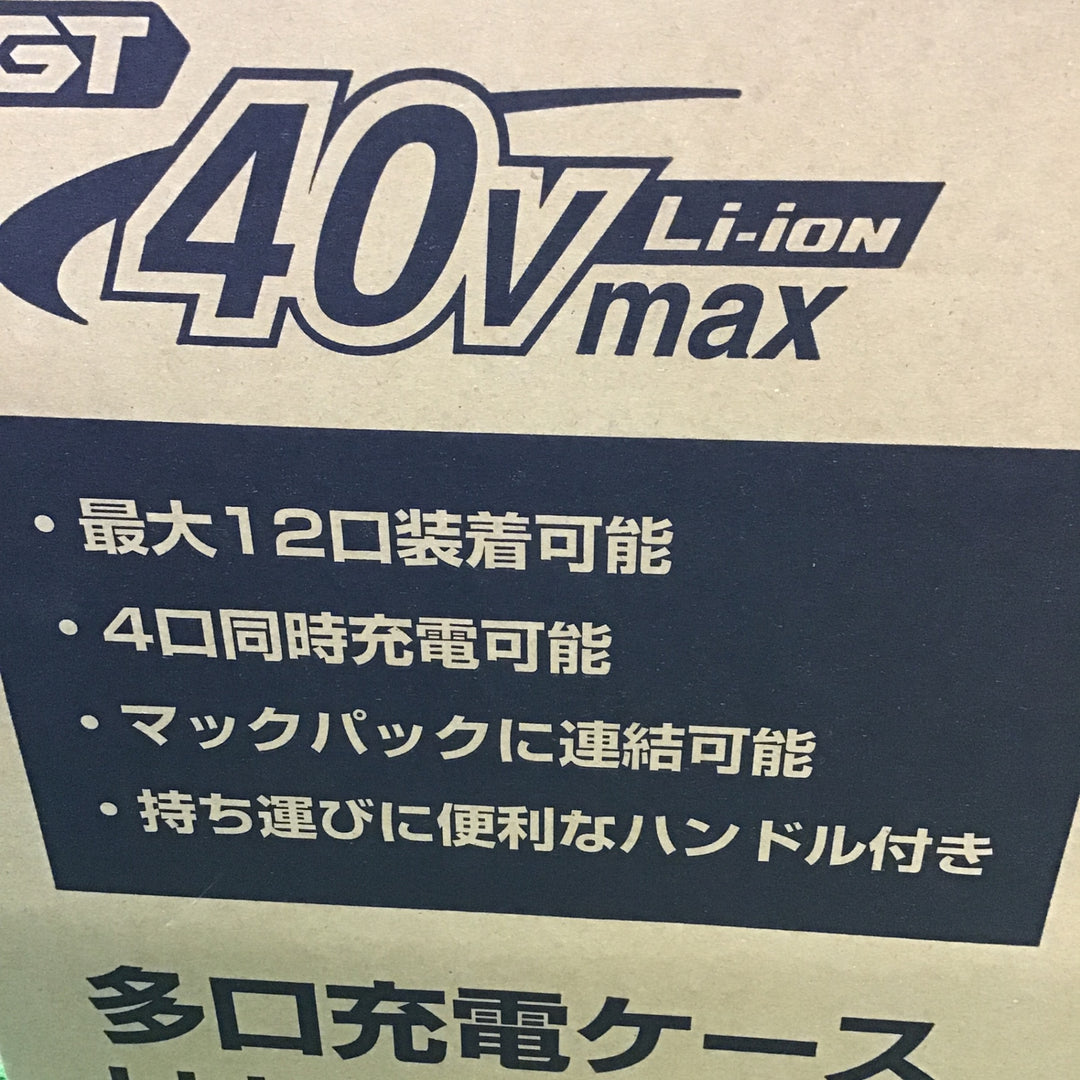 GT
40V
Li-ion
max
・最大12口装着可能
・4口同時充電可能
・マックパックに連結可能
・持ち運びに便利なハンドル付き
多口充電ケース